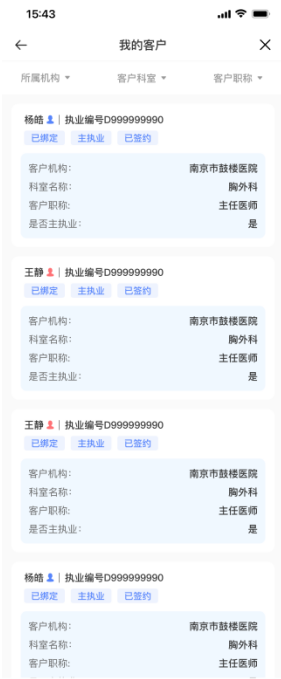 15:43
我的客户
所属机构 客户科室 客户职称
杨皓 | 执业编号D999999990
已绑定 主执业 已签约
客户机构: 南京市鼓楼医院
科室名称: 胸外科
客户职称: 主任医师
是否主执业: 是
王静 | 执业编号D999999990
已绑定 主执业 已签约
客户机构: 南京市鼓楼医院
科室名称: 胸外科
客户职称: 主任医师
是否主执业: 是
王静 | 执业编号D999999990
已绑定 主执业 已签约
客户机构: 南京市鼓楼医院
科室名称: 胸外科
客户职称: 主任医师
是否主执业: 是
杨皓 | 执业编号D999999990
已绑定 主执业 已签约
客户机构: 南京市鼓楼医院
科室名称: 胸外科
客户职称: 主任医师